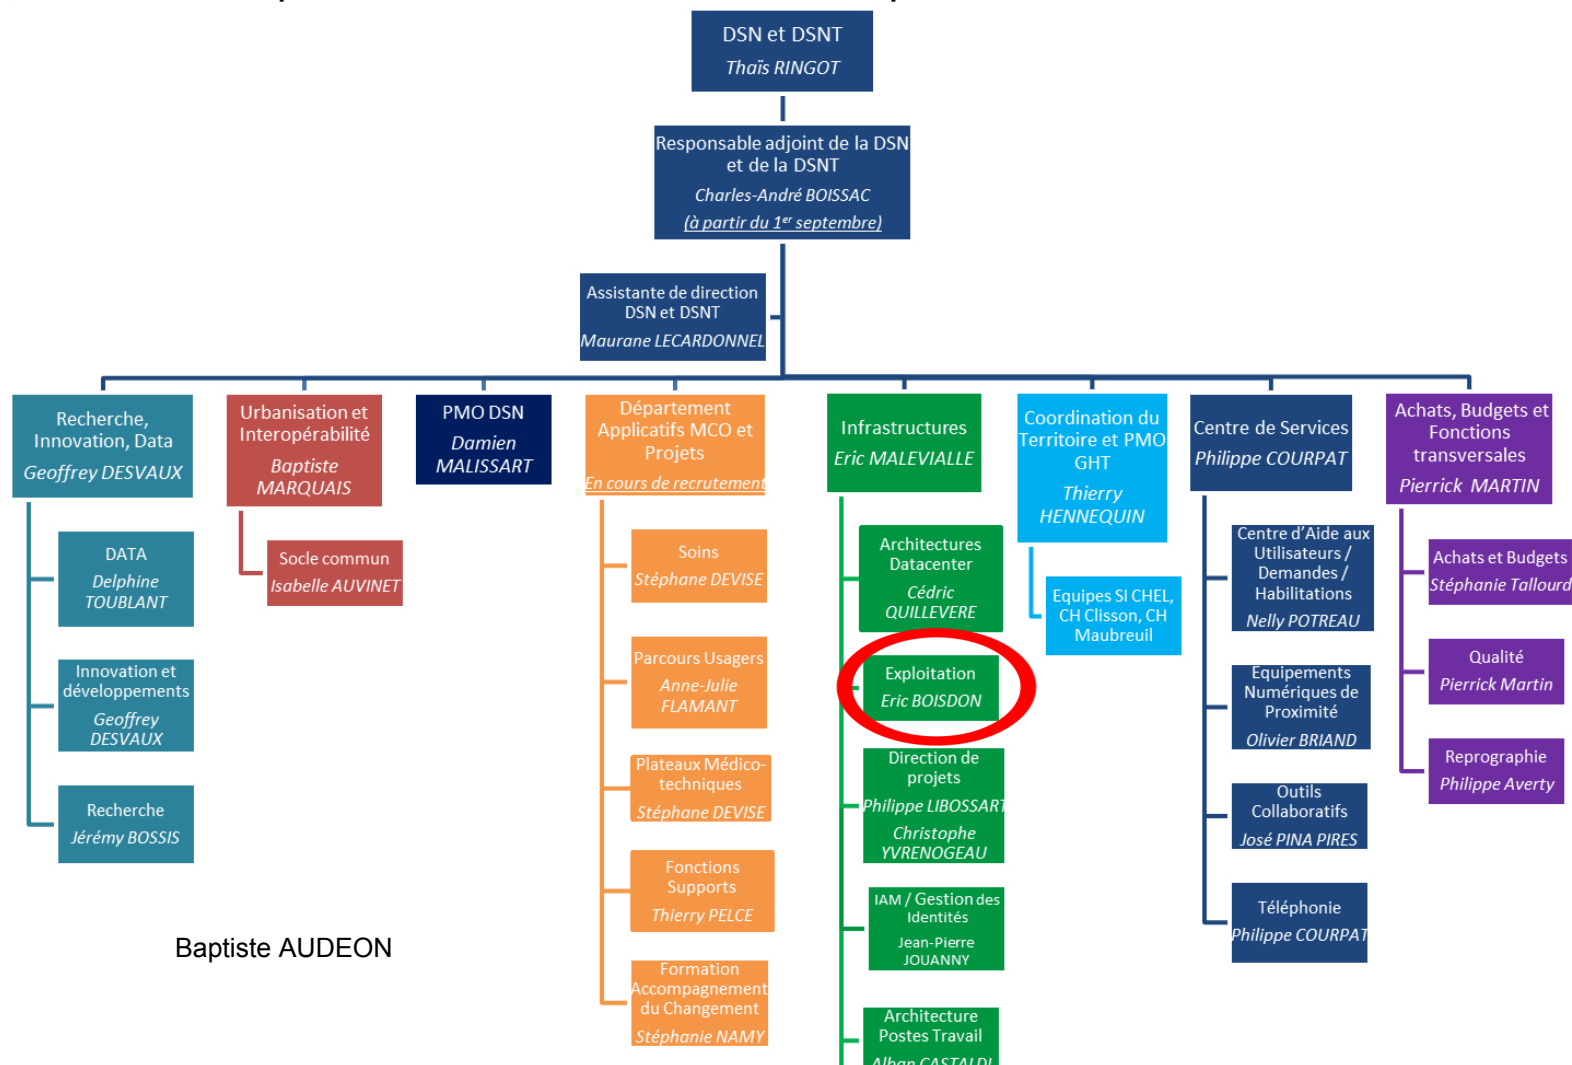 DSN et DSNT
Thaïs RINGOT
Responsable adjoint de la DSN
et de la DSNT
Charles-André BOISSAC
(à partir du 1er septembre)
Assistante de direction
DSN et DSNT
Maurane LECARDONNEL
Recherche,
Innovation, Data
Geoffrey DESVAUX
DATA
Delphine
TOUBLANT
Innovation et
développements
Geoffrey
DESVAUX
Recherche
Jérémy BOSSIS
Urbanisation et
Interopérabilité
Baptiste
MARQUAIS
Socle commun
Isabelle AUVINET
PMO DSN
Damien
MALISSART
Département
Applicatifs MCO et
Projets
En cours de recrutement
Soins
Stéphane DEVISE
Parcours Usagers
Anne-Julie
FLAMANT
Plateaux Médico-
techniques
Stéphane DEVISE
Fonctions
Supports
Thierry PELCE
Formation
Accompagnement
du Changement
Stéphanie NAMY
Infrastructures
Eric MALEVIALLE
Architectures
Datacenter
Cédric
QUILLEVERE
Exploitation
Eric BOISDON
Direction de
projets
Philippe LIBOSSART
Christophe
YVRENOGEAU
IAM / Gestion des
Identités
Jean-Pierre
JOUANNY
Architecture
Postes Travail
Alban CASTALDI
Coordination du
Territoire et PMO
GHT
Thierry
HENNEQUIN
Equipes SI CHEL,
CH Clisson, CH
Maubreuil
Centre de Services
Philippe COURPAT
Centre d'Aide aux
Utilisateurs /
Demandes /
Habilitations
Nelly POTREAU
Equipements
Numériques de
Proximité
Olivier BRIAND
Outils
Collaboratifs
José PINA PIRES
Téléphonie
Philippe COURPAT
Achats, Budgets et
Fonctions
transversales
Pierrick MARTIN
Achats et Budgets
Stéphanie Tallourd
Qualité
Pierrick Martin
Reprographie
Philippe Averty
Baptiste AUDEON